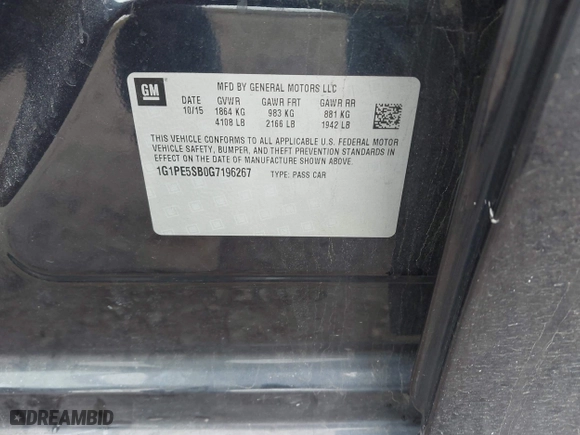 GM
MFD BY GENERAL MOTORS LLC
DATE GVWR GAWR FRT GAWR RR
10/15 1864 KG 983 KG 881 KG
4108 LB 2166 LB 1942 LB
THIS VEHICLE CONFORMS TO ALL APPLICABLE U.S. FEDERAL MOTOR
VEHICLE SAFETY, BUMPER, AND THEFT PREVENTION STANDARDS IN
EFFECT ON THE DATE OF MANUFACTURE SHOWN ABOVE.
1G1PE5SB0G7196267 TYPE: PASS CAR
DREAMBID